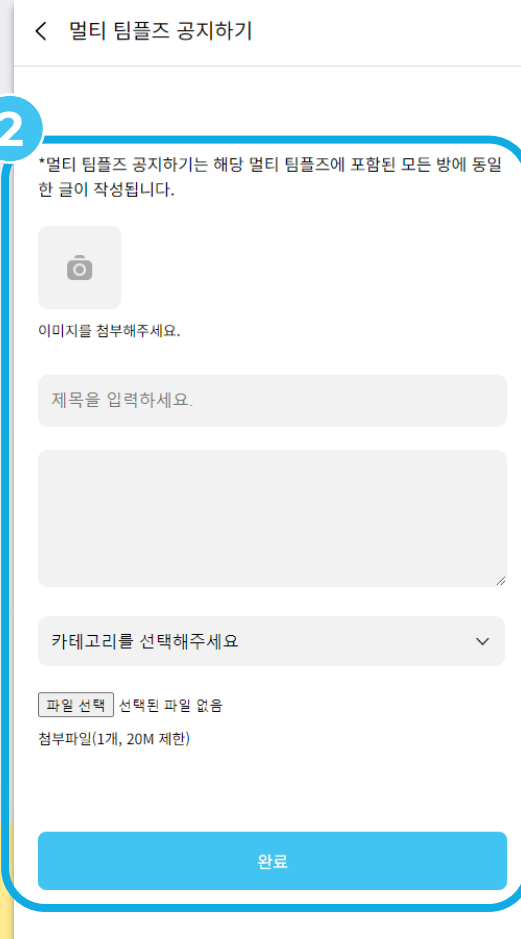 멀티 팀플즈 공지하기
2
*멀티 팀플즈 공지하기는 해당 멀티 팀플즈에 포함된 모든 방에 동일
한 글이 작성됩니다.
이미지를 첨부해주세요.
제목을 입력하세요.
카테고리를 선택해주세요
파일 선택 선택된 파일 없음
첨부파일(1개, 20M 제한)
완료